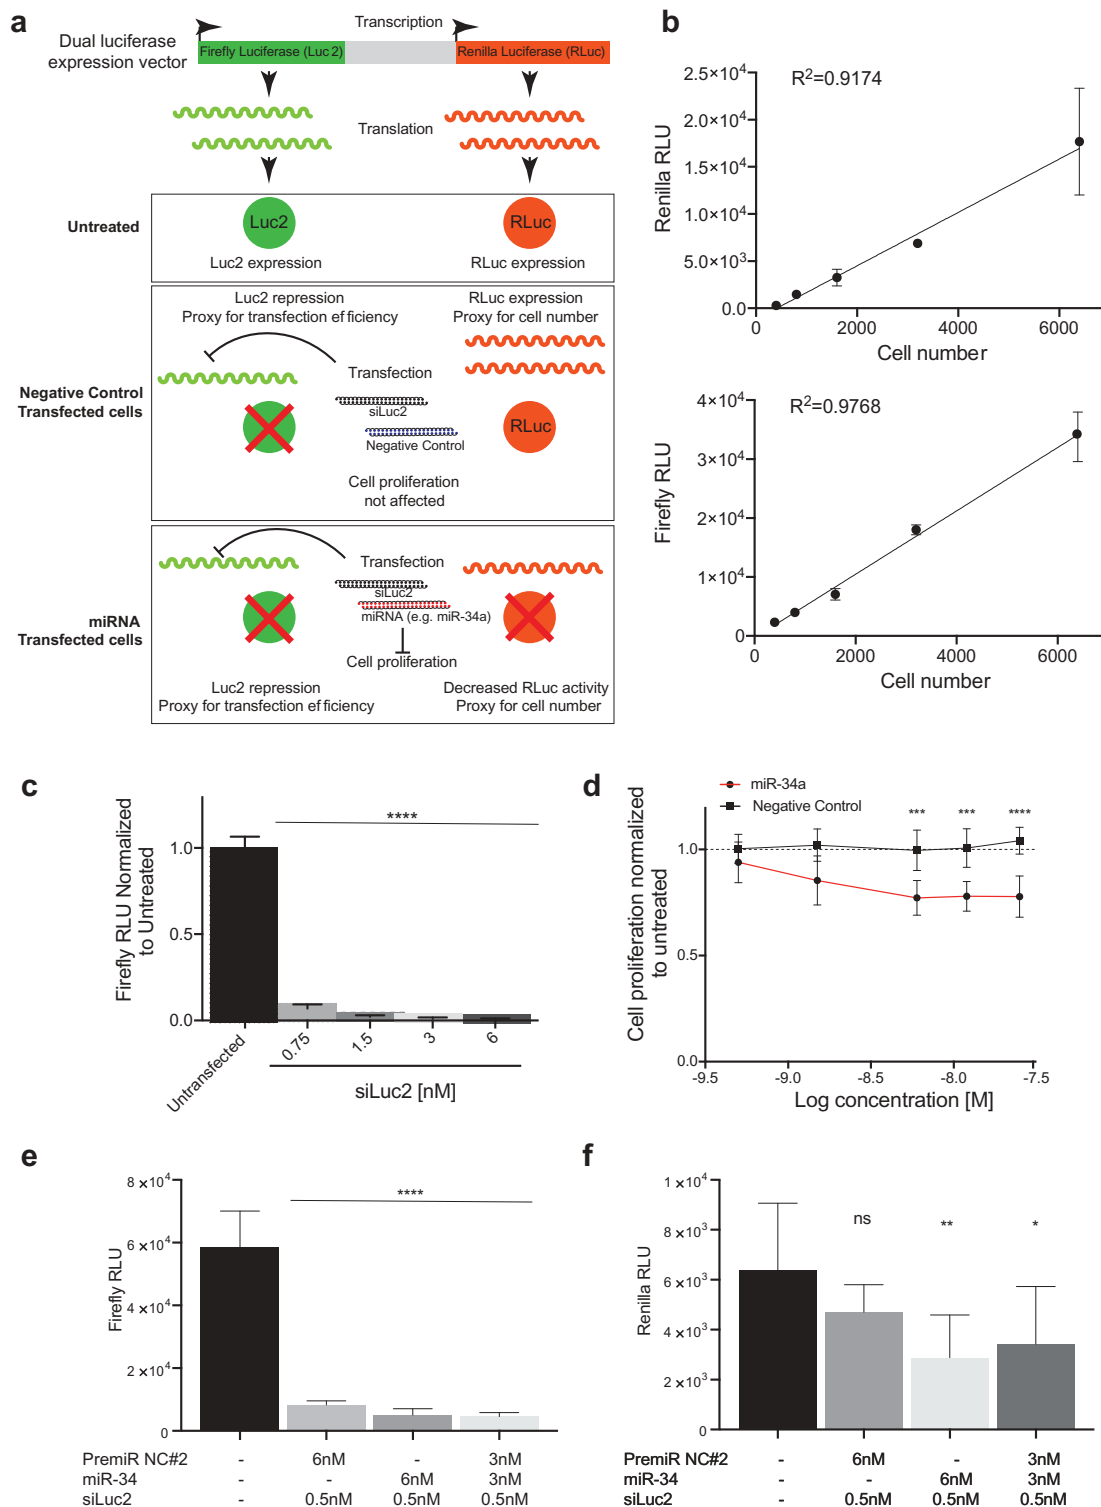 a
Transcription
Dual luciferase
expression vector
Firefly Luciferase (Luc2)
Renilla Luciferase (RLuc)
Translation
Untreated
Luc2
RLuc
Luc2 expression
RLuc expression
Luc2 repression
Proxy for transfection efficiency
RLuc expression
Proxy for cell number
Negative Control
Transfected cells
Transfection
siLuc2
Negative Control
RLuc
Cell proliferation
not affected
miRNA
Transfected cells
Transfection
siLuc2
miRNA (e.g. miR-34a)
Cell proliferation
Luc2 repression
Proxy for transfection efficiency
Decreased RLuc activity
Proxy for cell number
b
R²=0.9174
Renilla RLU
2.5×10⁴
2.0×10⁴
1.5×10⁴
1.0×10⁴
5.0×10³
0.0
0 2000 4000 6000
Cell number
R²=0.9768
Firefly RLU
4×10⁴
3×10⁴
2×10⁴
1×10⁴
0
0 2000 4000 6000
Cell number
c
Firefly RLU Normalized
to Untreated
****
1.0
0.5
0.0
Untransfected 0.75 1.5 3 6
siLuc2 [nM]
d
miR-34a
Negative Control
Cell proliferation normalized
to untreated
*** *** ****
1.0
0.5
0.0
-9.5 -9.0 -8.5 -8.0 -7.5
Log concentration [M]
e
Firefly RLU
****
8×10⁴
6×10⁴
4×10⁴
2×10⁴
0
PremiR NC#2 - 6nM - 3nM
miR-34 - - 6nM 3nM
siLuc2 - 0.5nM 0.5nM 0.5nM
f
Renilla RLU
ns ** *
1×10⁴
8×10³
6×10³
4×10³
2×10³
0
PremiR NC#2 - 6nM - 3nM
miR-34 - - 6nM 3nM
siLuc2 - 0.5nM 0.5nM 0.5nM